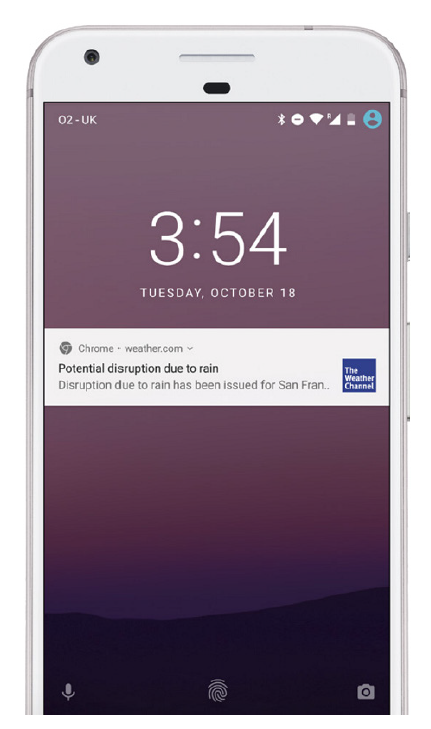 O2 - UK
R
3:54
TUESDAY, OCTOBER 18
Chrome · weather.com
Potential disruption due to rain
Disruption due to rain has been issued for San Fran..
The
Weather
Channel